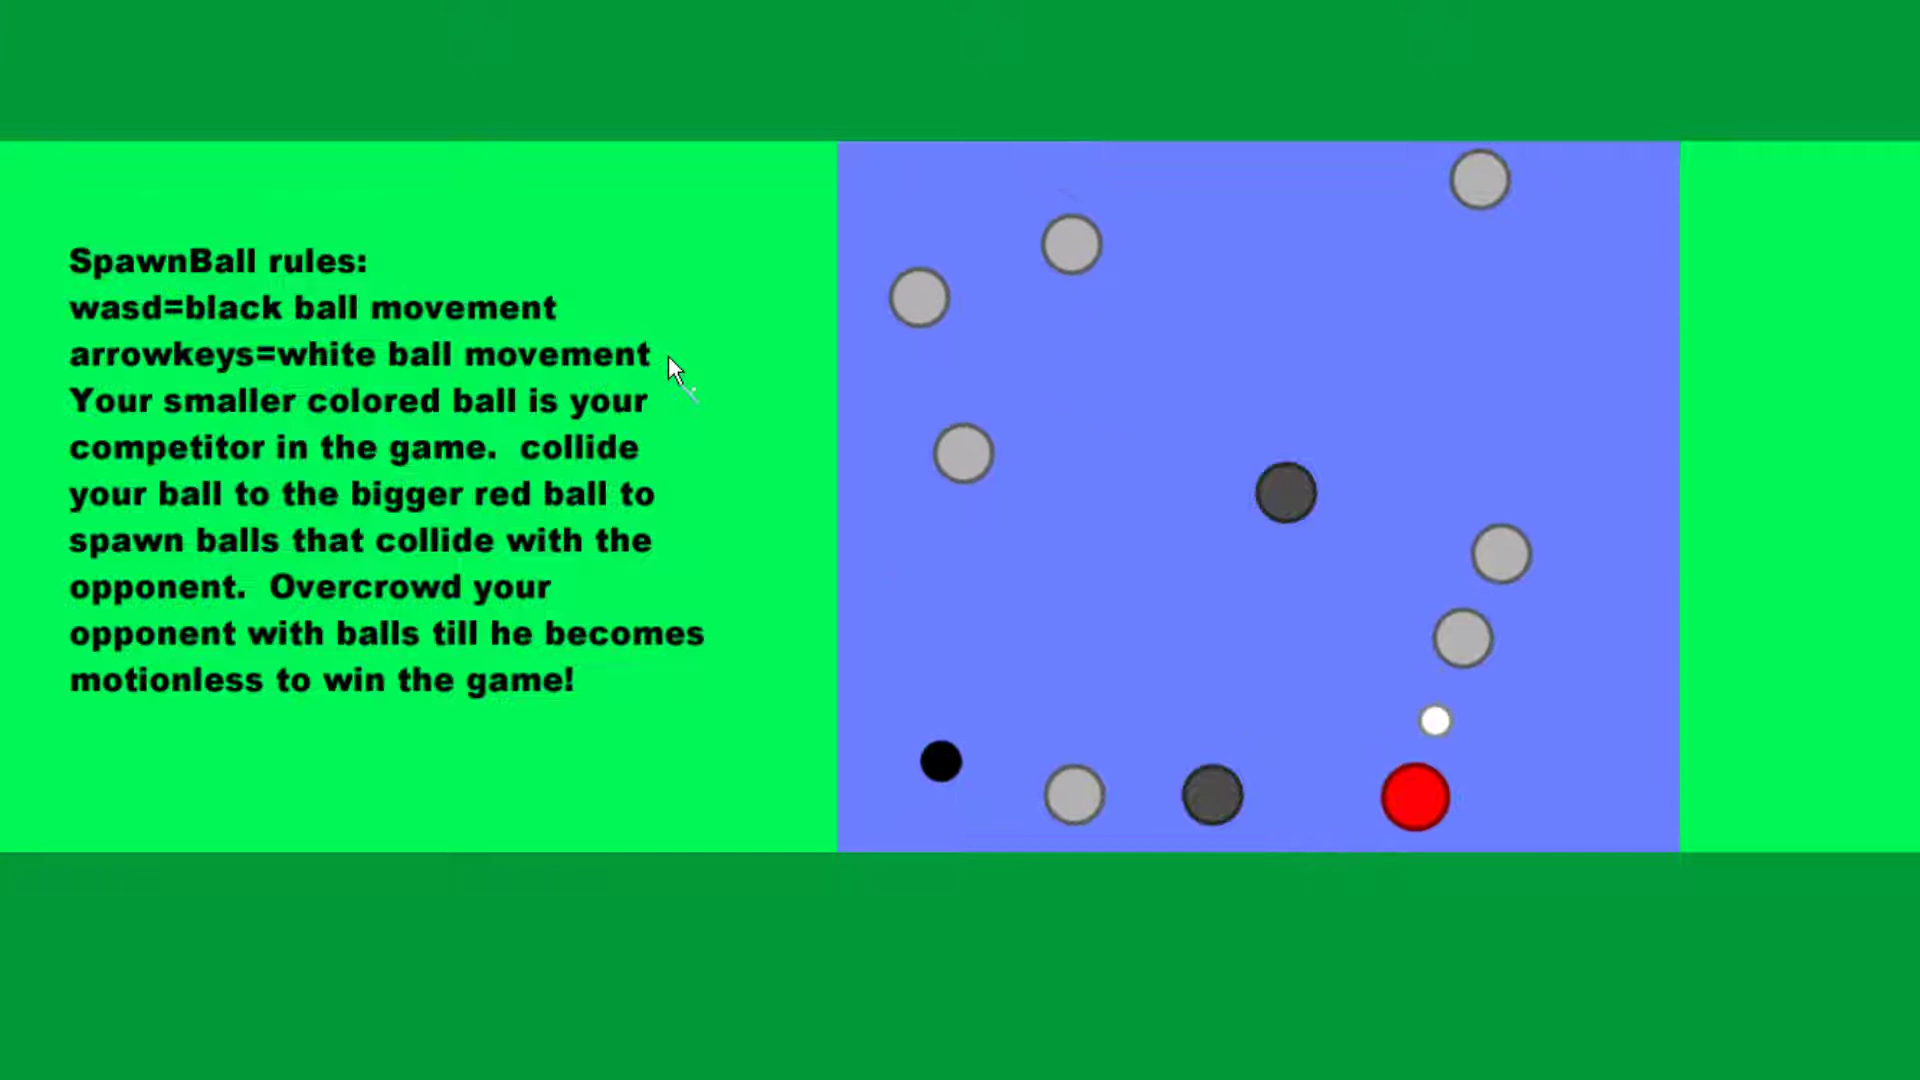 SpawnBall rules:
wasd=black ball movement
arrowkeys=white ball movement
Your smaller colored ball is your
competitor in the game.  collide
your ball to the bigger red ball to
spawn balls that collide with the
opponent.  Overcrowd your
opponent with balls till he becomes
motionless to win the game!